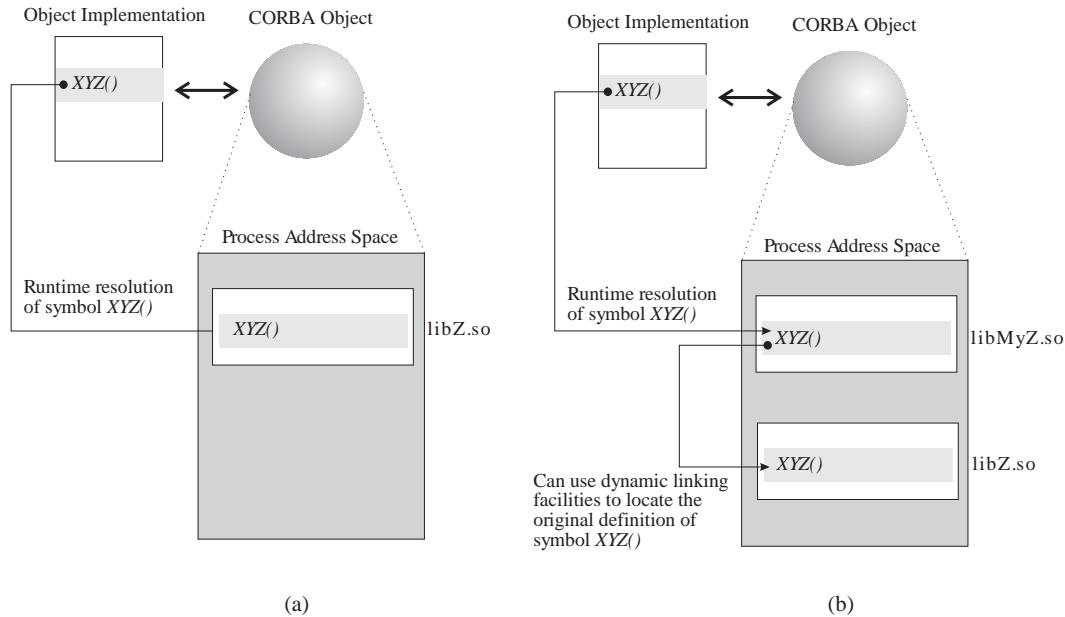 Object Implementation
CORBA Object
XYZ()
Process Address Space
Runtime resolution
of symbol XYZ()
XYZ()
libZ.so
(a)
Object Implementation
CORBA Object
XYZ()
Process Address Space
Runtime resolution
of symbol XYZ()
XYZ()
libMyZ.so
XYZ()
libZ.so
Can use dynamic linking
facilities to locate the
original definition of
symbol XYZ()
(b)